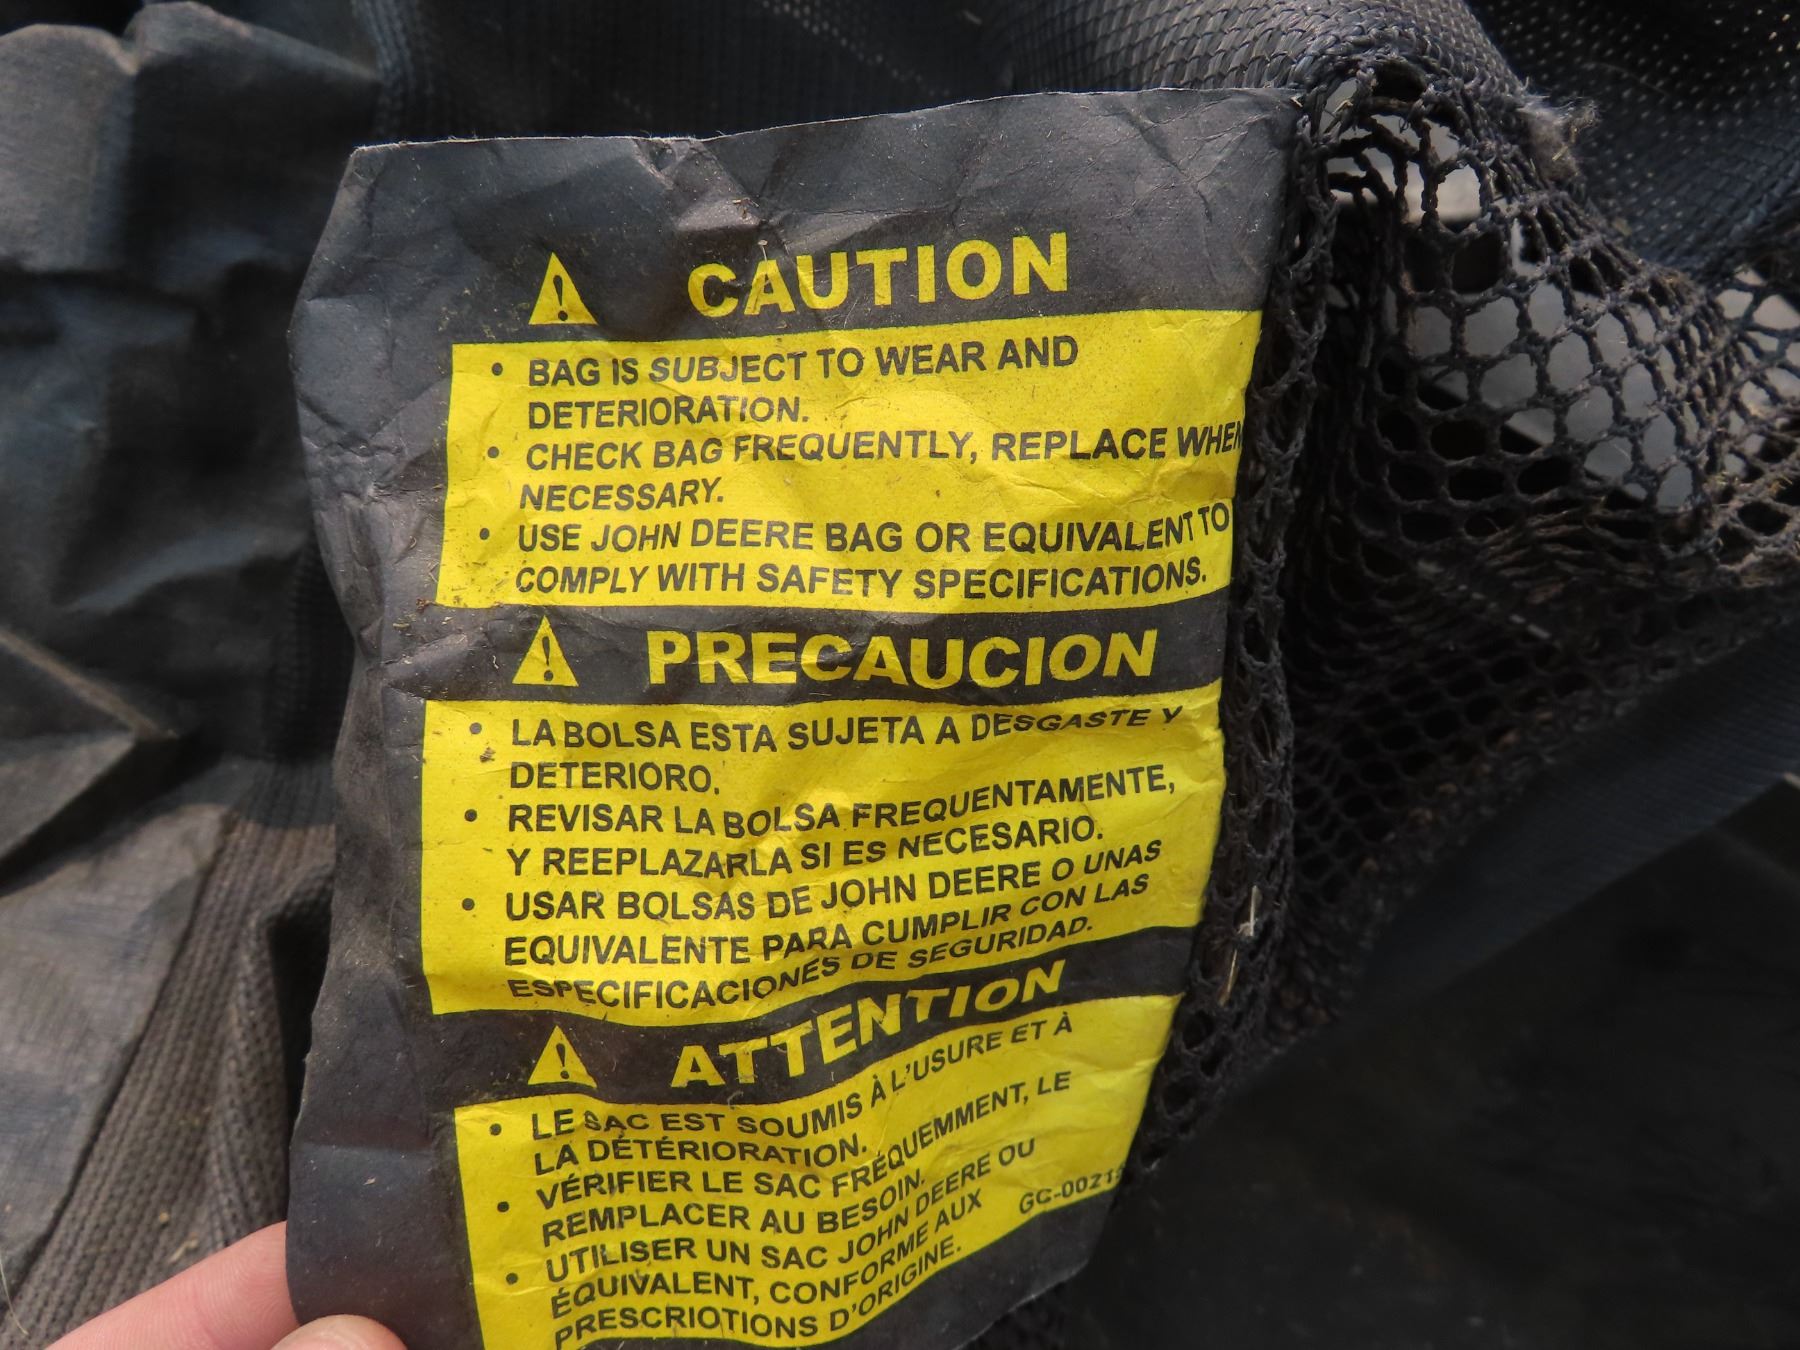 CAUTION
• BAG IS SUBJECT TO WEAR AND
DETERIORATION.
• CHECK BAG FREQUENTLY, REPLACE WHEN
NECESSARY.
• USE JOHN DEERE BAG OR EQUIVALENT TO
COMPLY WITH SAFETY SPECIFICATIONS.
PRECAUCION
• LA BOLSA ESTA SUJETA A DESGASTE Y
DETERIORO.
• REVISAR LA BOLSA FREQUENTAMENTE,
Y REEPLAZARLA SI ES NECESARIO.
• USAR BOLSAS DE JOHN DEERE O UNAS
EQUIVALENTE PARA CUMPLIR CON LAS
ESPECIFICACIONES DE SEGURIDAD.
ATTENTION
• LE SAC EST SOUMIS À L'USURE ET À
LA DÉTÉRIORATION.
• VÉRIFIER LE SAC FRÉQUEMMENT, LE
REMPLACER AU BESOIN.
• UTILISER UN SAC JOHN DEERE OU
ÉQUIVALENT, CONFORME AUX
PRESCRIOTIONS D'ORIGINE.